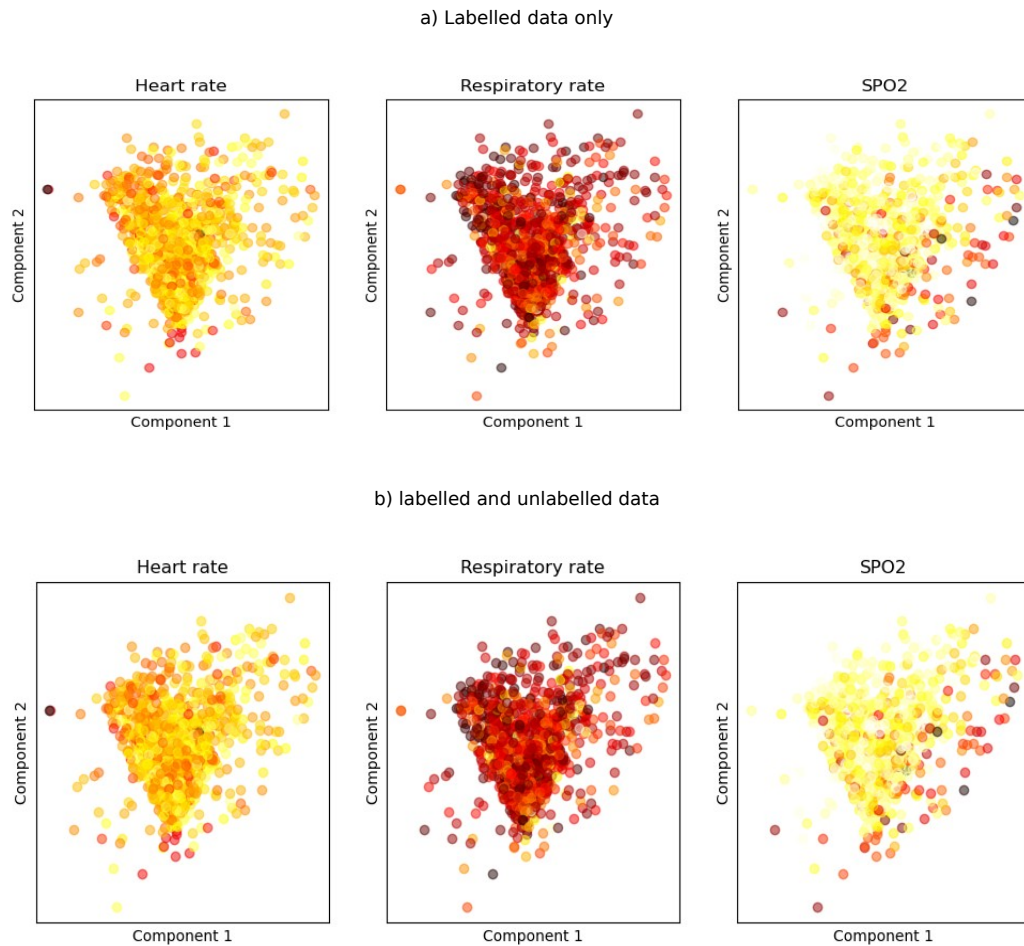 a) Labelled data only
Heart rate
Respiratory rate
SPO2
Component 2
Component 2
Component 2
Component 1
Component 1
Component 1
b) labelled and unlabelled data
Heart rate
Respiratory rate
SPO2
Component 2
Component 2
Component 2
Component 1
Component 1
Component 1